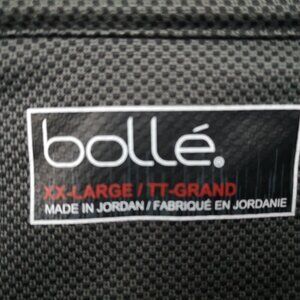 bollé®
XX-LARGE / TT-GRAND
MADE IN JORDAN / FABRIQUÉ EN JORDANIE